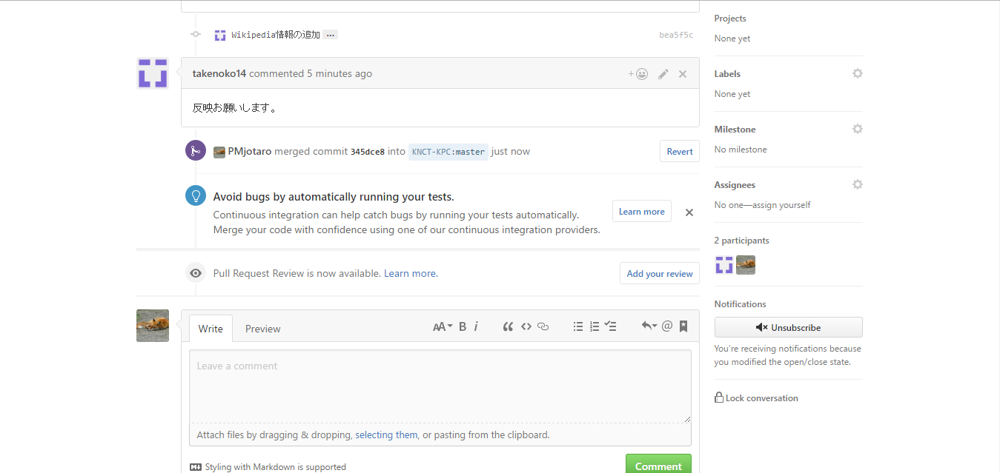 Wikipedia情報の追加 …
bea5f5c
takenoko14 commented 5 minutes ago
反映お願いします。
PMjotaro merged commit 345dce8 into KNCT-KPC:master just now
Revert
Avoid bugs by automatically running your tests.
Continuous integration can help catch bugs by running your tests automatically.
Merge your code with confidence using one of our continuous integration providers.
Learn more
Pull Request Review is now available. Learn more.
Add your review
Write
Preview
AA B i
Leave a comment
Attach files by dragging & dropping, selecting them, or pasting from the clipboard.
Styling with Markdown is supported
Comment
Projects
None yet
Labels
None yet
Milestone
No milestone
Assignees
No one—assign yourself
2 participants
Notifications
Unsubscribe
You’re receiving notifications because
you modified the open/close state.
Lock conversation